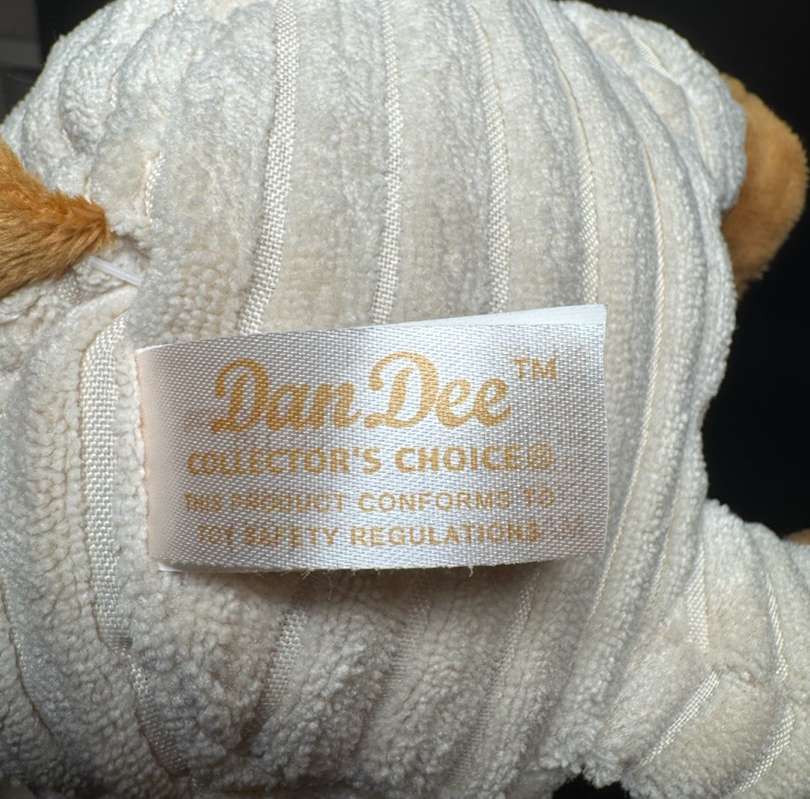 Dan Dee™
COLLECTOR'S CHOICE®
THIS PRODUCT CONFORMS TO
TOY SAFETY REGULATIONS